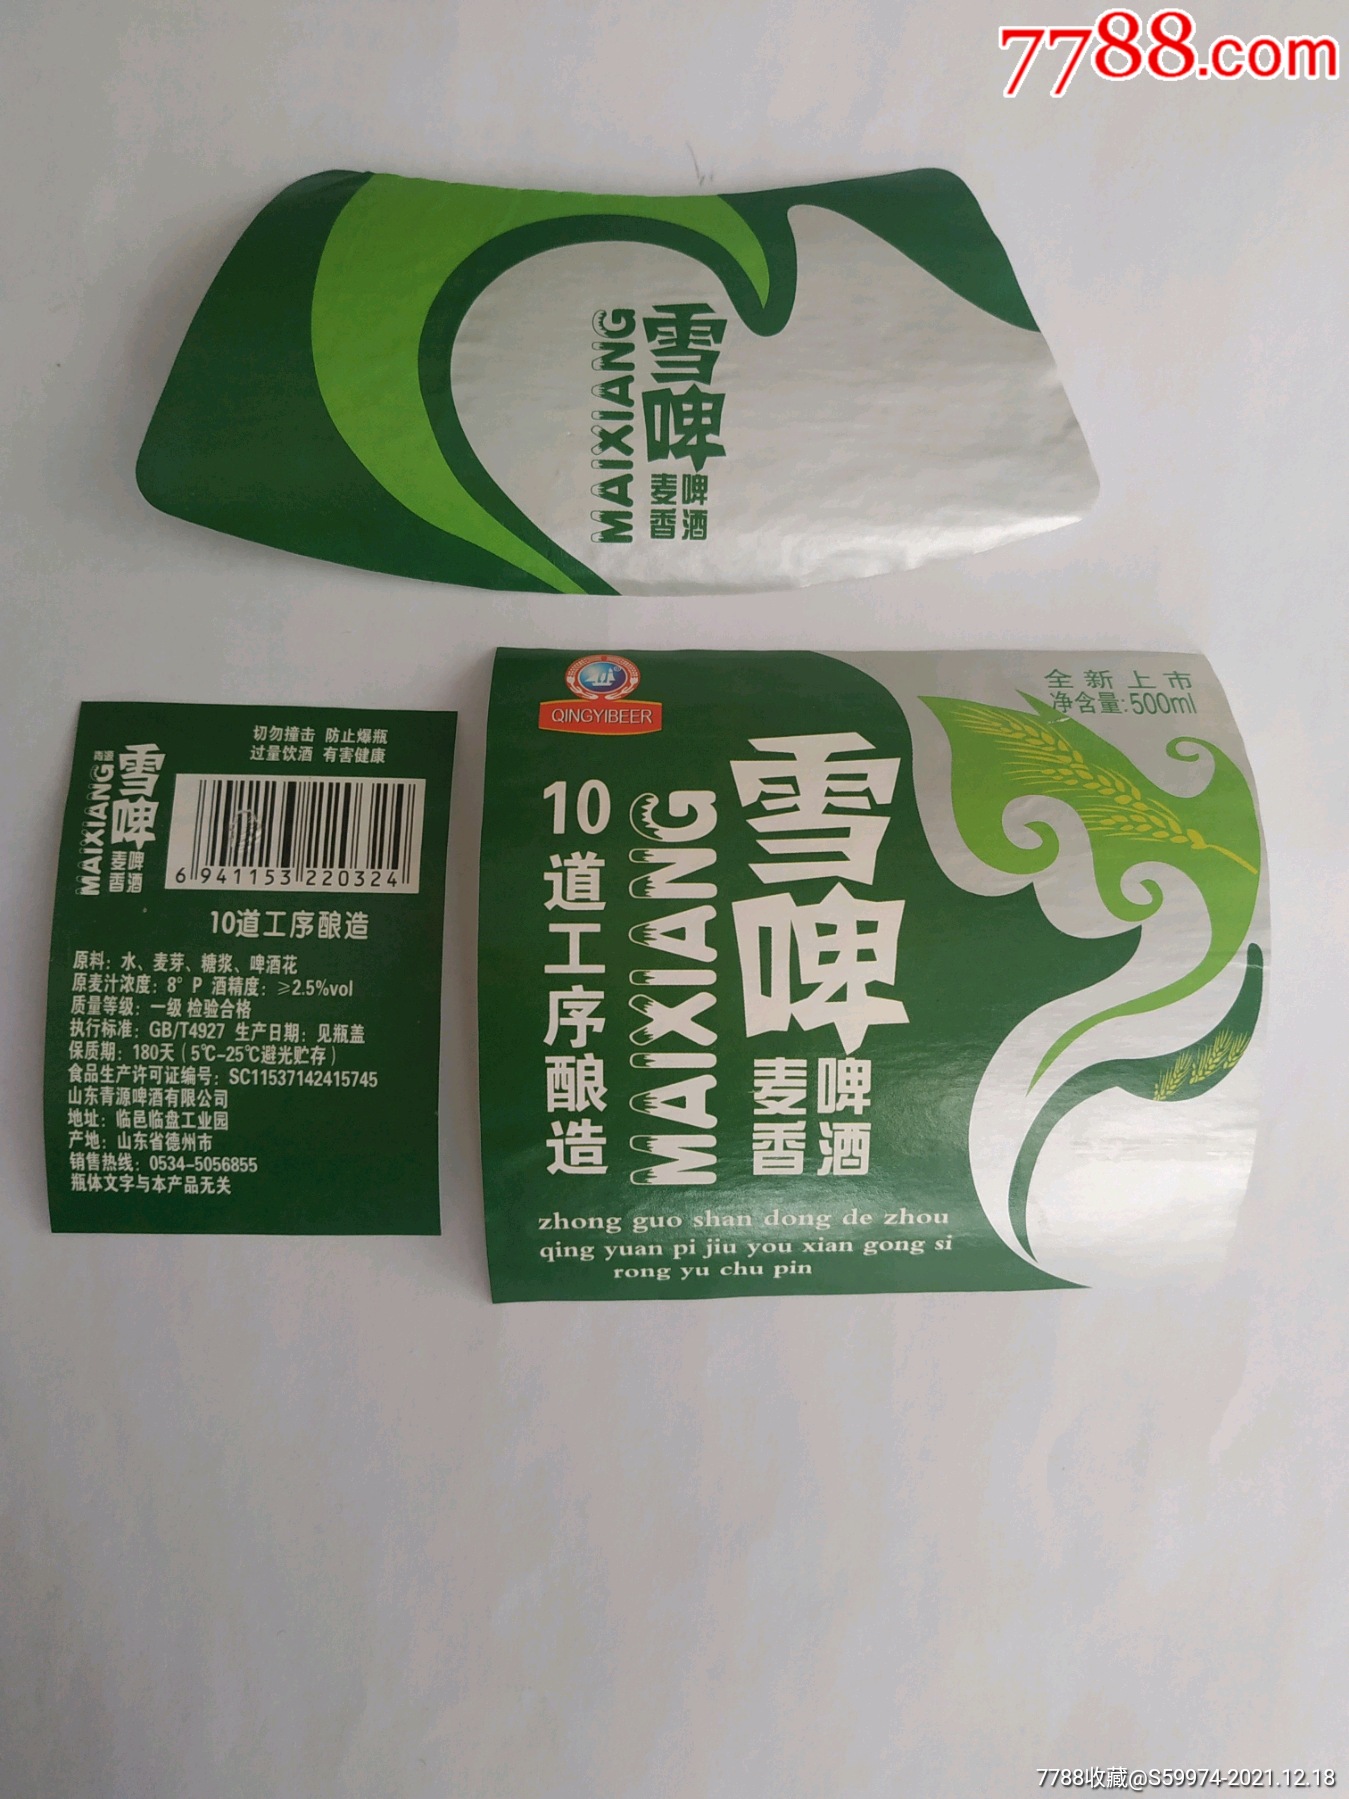 7788.com
雪啤
MAIXIANG
麦香
啤酒
QINGYIBEER
全新上市
净含量:500ml
10道工序酿造
MAIXIANG
雪啤
麦香
啤酒
zhong guo shan dong de zhou
qing yuan pi jiu you xian gong si
rong yu chu pin
青源
雪啤
MAIXIANG
麦香
啤酒
切勿撞击 防止爆瓶
过量饮酒 有害健康
6 941153 220324
10道工序酿造
原料：水、麦芽、糖浆、啤酒花
原麦汁浓度：8°P 酒精度：≥2.5%vol
质量等级：一级 检验合格
执行标准：GB/T4927 生产日期：见瓶盖
保质期：180天（5℃-25℃避光贮存）
食品生产许可证编号：SC11537142415745
山东青源啤酒有限公司
地址：临邑临盘工业园
产地：山东省德州市
销售热线：0534-5056855
瓶体文字与本产品无关
7788收藏@S59974-2021.12.18